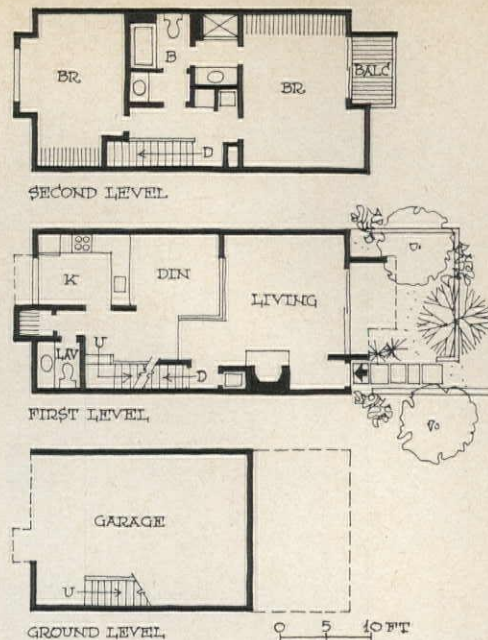 B
BR
BR
BALC
D
SECOND LEVEL
K
DIN
LIVING
LAV
U
D
FIRST LEVEL
GARAGE
U
GROUND LEVEL
0 5 10 FT